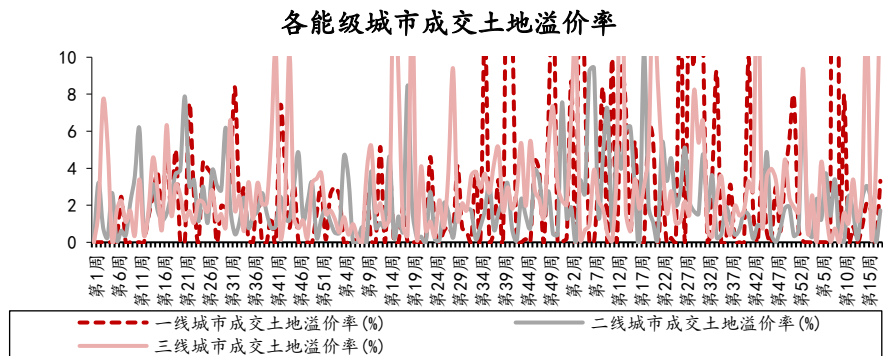 各能级城市成交土地溢价率
10
8
6
4
2
0
第1周
第6周
第11周
第16周
第21周
第26周
第31周
第36周
第41周
第46周
第51周
第4周
第9周
第14周
第19周
第24周
第29周
第34周
第39周
第44周
第49周
第2周
第7周
第12周
第17周
第22周
第27周
第32周
第37周
第42周
第47周
第52周
第5周
第10周
第15周
一线城市成交土地溢价率(%)
二线城市成交土地溢价率(%)
三线城市成交土地溢价率(%)